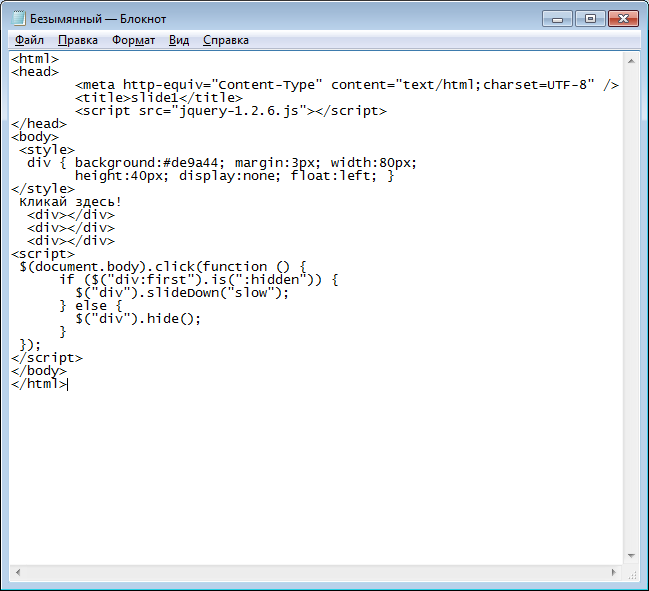 Безымянный — Блокнот
Файл Правка Формат Вид Справка
<html>
<head>
        <meta http-equiv="Content-Type" content="text/html;charset=UTF-8" />
        <title>slide1</title>
        <script src="jquery-1.2.6.js"></script>
</head>
<body>
 <style>
  div { background:#de9a44; margin:3px; width:80px;
        height:40px; display:none; float:left; }
</style>
 Кликай здесь!
  <div></div>
  <div></div>
  <div></div>
<script>
 $(document.body).click(function () {
      if ($("div:first").is(":hidden")) {
        $("div").slideDown("slow");
      } else {
        $("div").hide();
      }
 });
</script>
</body>
</html>